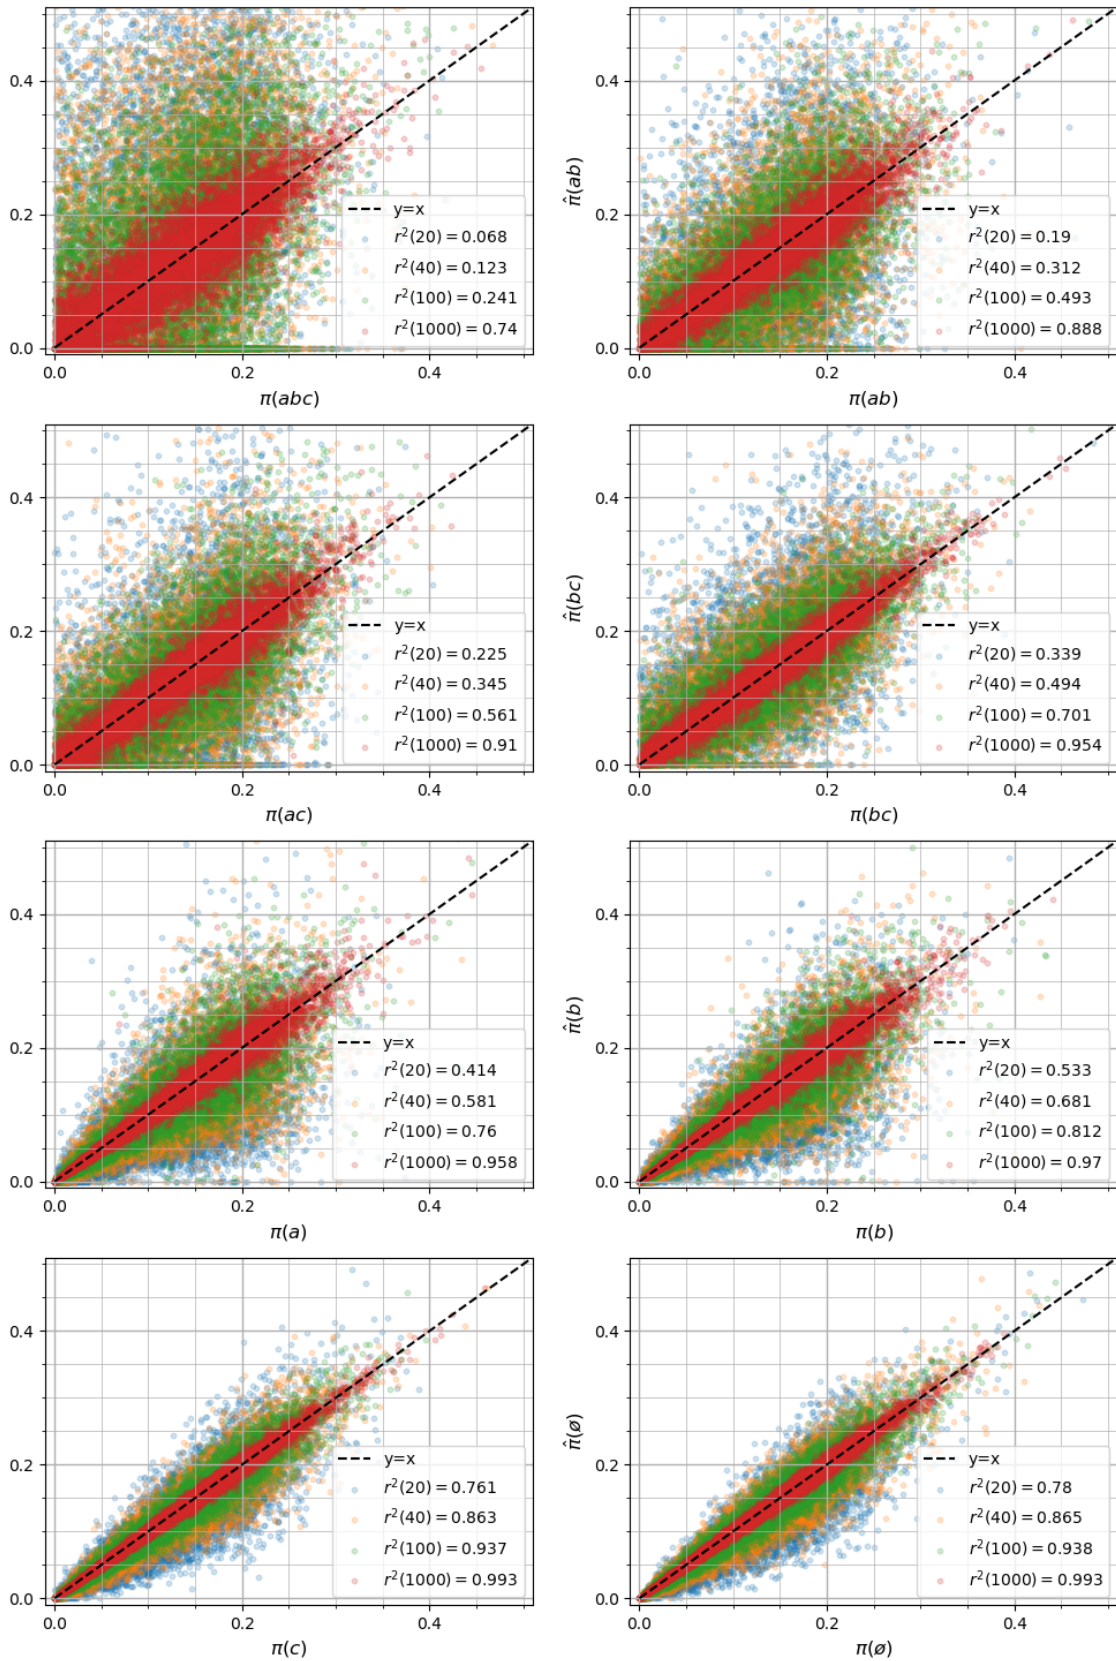 0.4
0.2
0.0
0.0 0.2 0.4
π(abc)
y=x
r²(20) = 0.068
r²(40) = 0.123
r²(100) = 0.241
r²(1000) = 0.74
π̂(ab)
0.4
0.2
0.0
0.0 0.2 0.4
π(ab)
y=x
r²(20) = 0.19
r²(40) = 0.312
r²(100) = 0.493
r²(1000) = 0.888
0.4
0.2
0.0
0.0 0.2 0.4
π(ac)
y=x
r²(20) = 0.225
r²(40) = 0.345
r²(100) = 0.561
r²(1000) = 0.91
π̂(bc)
0.4
0.2
0.0
0.0 0.2 0.4
π(bc)
y=x
r²(20) = 0.339
r²(40) = 0.494
r²(100) = 0.701
r²(1000) = 0.954
0.4
0.2
0.0
0.0 0.2 0.4
π(a)
y=x
r²(20) = 0.414
r²(40) = 0.581
r²(100) = 0.76
r²(1000) = 0.958
π̂(b)
0.4
0.2
0.0
0.0 0.2 0.4
π(b)
y=x
r²(20) = 0.533
r²(40) = 0.681
r²(100) = 0.812
r²(1000) = 0.97
0.4
0.2
0.0
0.0 0.2 0.4
π(c)
y=x
r²(20) = 0.761
r²(40) = 0.863
r²(100) = 0.937
r²(1000) = 0.993
π̂(ø)
0.4
0.2
0.0
0.0 0.2 0.4
π(ø)
y=x
r²(20) = 0.78
r²(40) = 0.865
r²(100) = 0.938
r²(1000) = 0.993